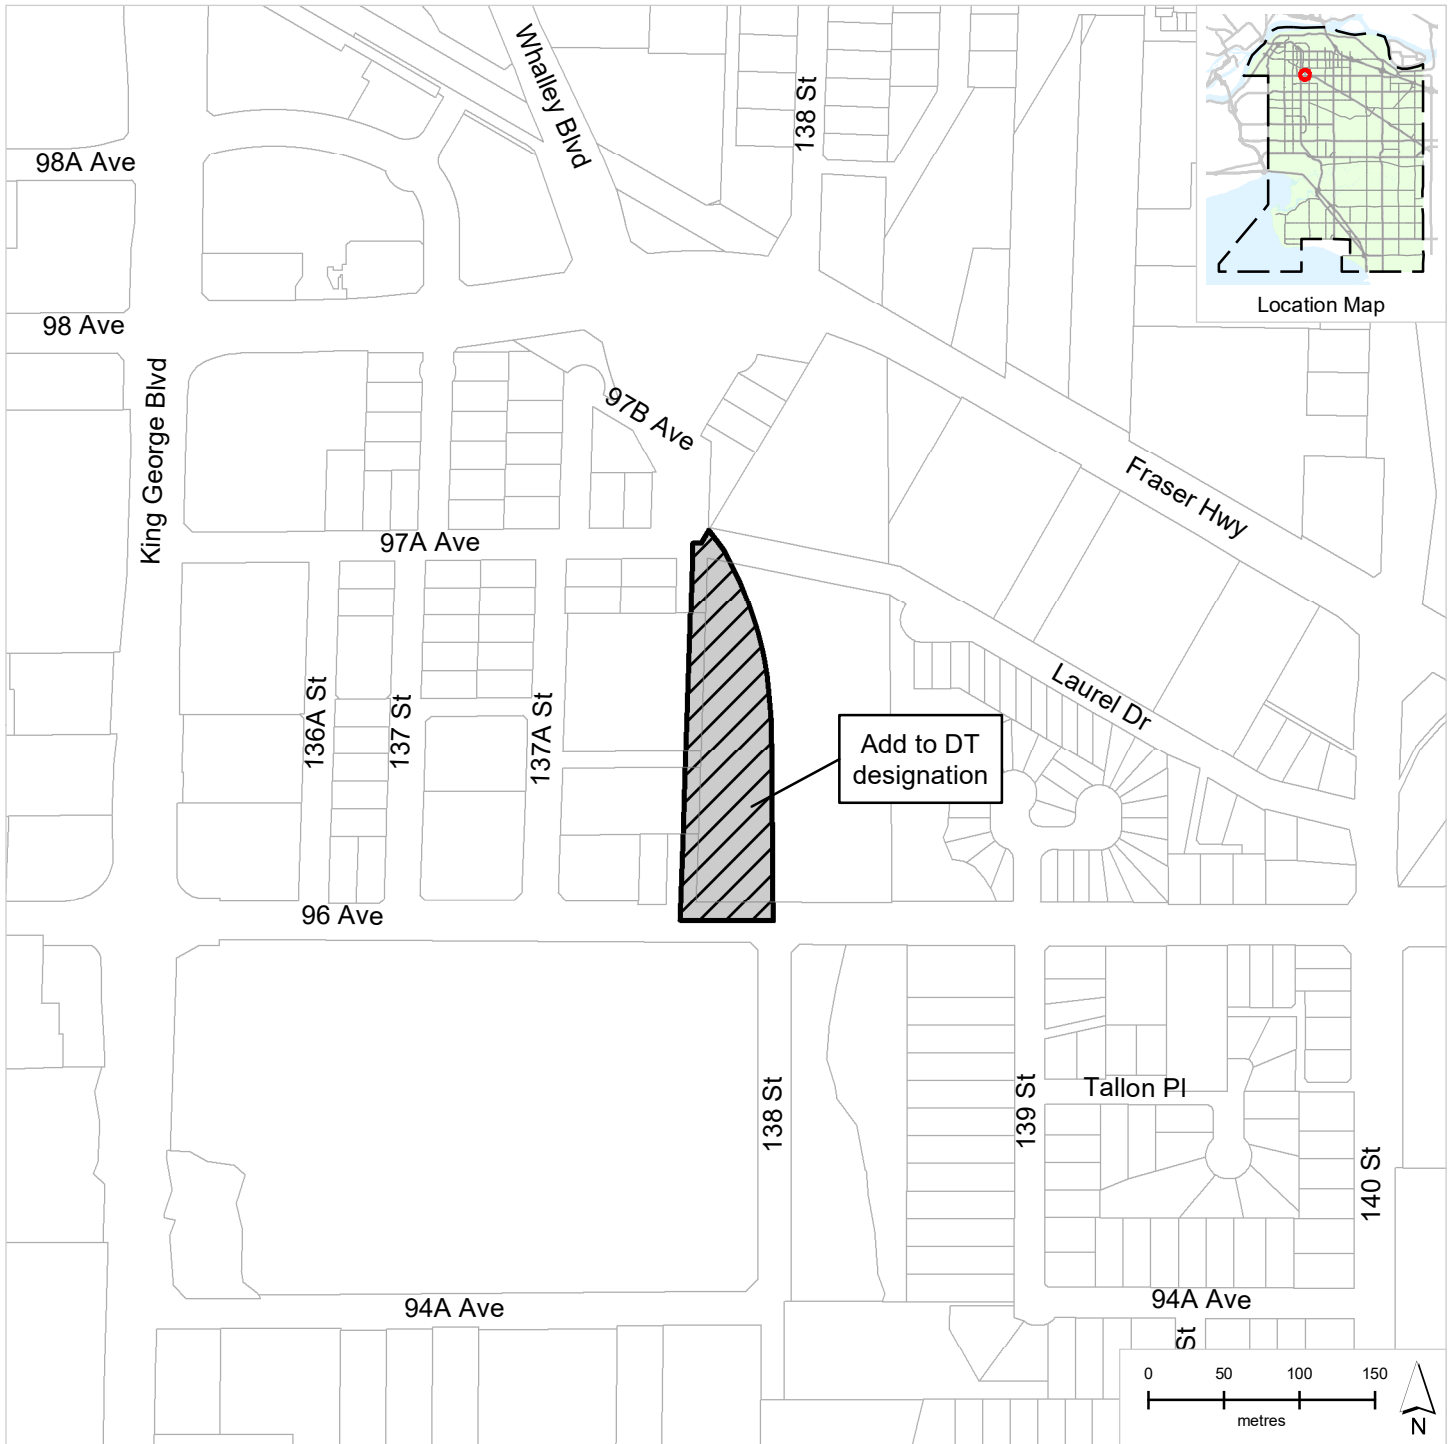 Whalley Blvd
138 St
98A Ave
Location Map
98 Ave
King George Blvd
97B Ave
Fraser Hwy
97A Ave
136A St
137 St
137A St
Laurel Dr
Add to DT
designation
96 Ave
138 St
139 St
Tallon Pl
140 St
94A Ave
94A Ave
St
0 50 100 150
metres
N